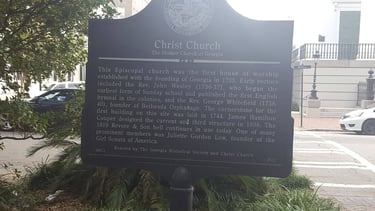 Christ Church
The Mother Church of Georgia
This Episcopal church was the first house of worship
established with the founding of Georgia in 1733. Early rectors
included the Rev. John Wesley (1736-37), who began the
earliest form of Sunday school and published the first English
hymnal in the colonies, and the Rev. George Whitefield (1738-
40), founder of Bethesda Orphanage. The cornerstone for the
first building on this site was laid in 1744. James Hamilton
Couper designed the current and third structure in 1838. The
1819 Revere & Son bell continues in use today. One of many
prominent members was Juliette Gordon Low, founder of the
Girl Scouts of America.
Erected by The Georgia Historical Society and Christ Church